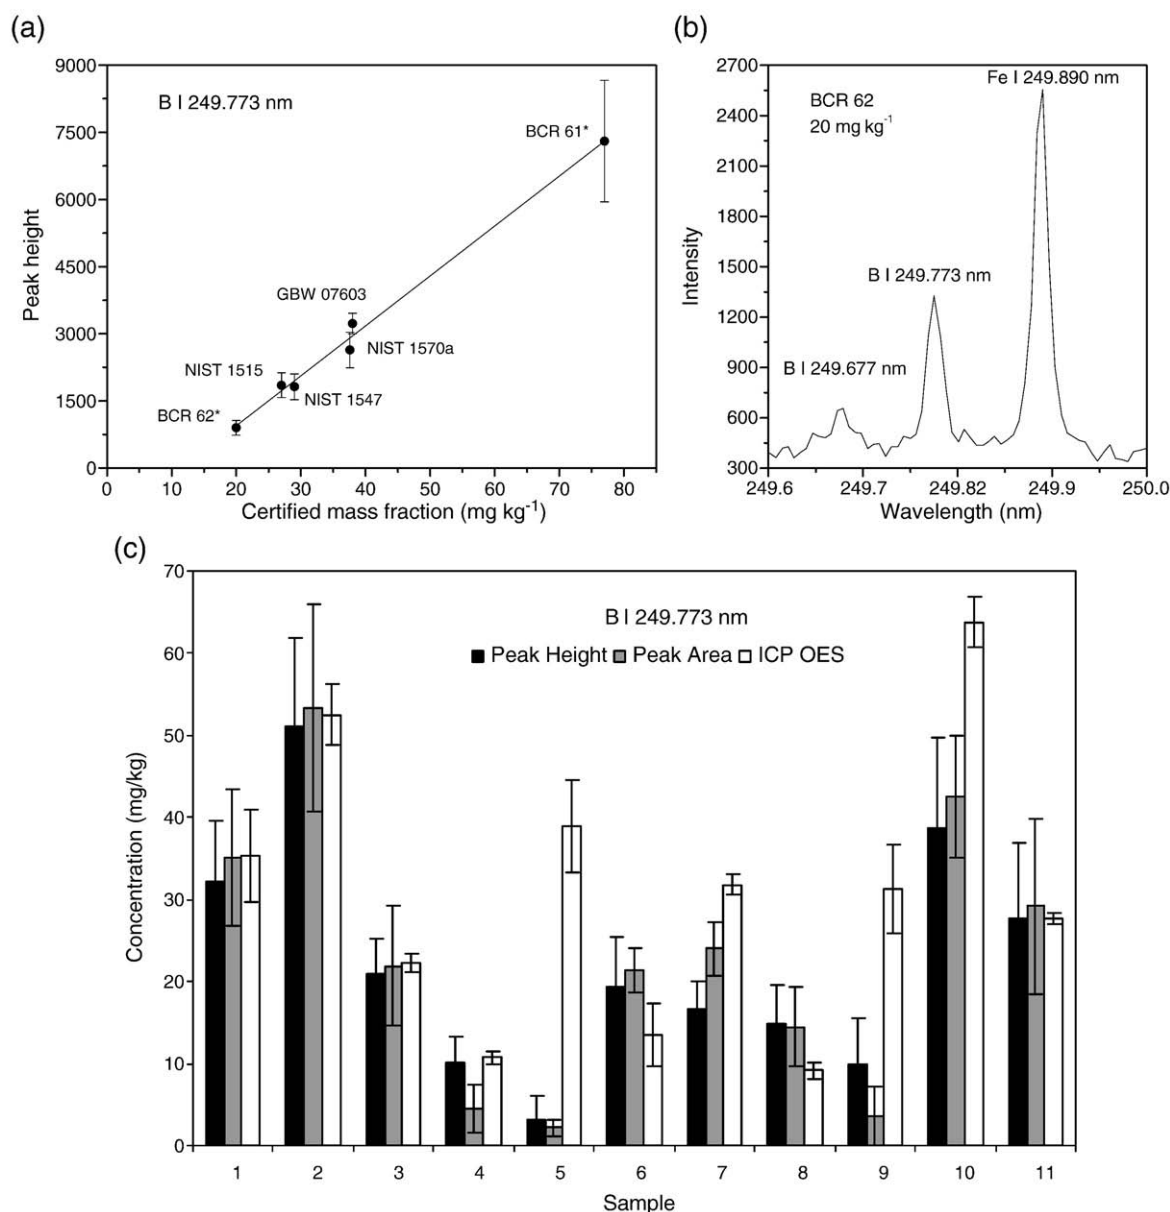 (a)
9000
7500
6000
4500
3000
1500
0
Peak height
B I 249.773 nm
BCR 61*
GBW 07603
NIST 1570a
NIST 1515
NIST 1547
BCR 62*
0 10 20 30 40 50 60 70 80
Certified mass fraction (mg kg⁻¹)
(b)
2700
2400
2100
1800
1500
1200
900
600
300
Intensity
Fe I 249.890 nm
BCR 62
20 mg kg⁻¹
B I 249.773 nm
B I 249.677 nm
249.6 249.7 249.82 249.9 250.0
Wavelength (nm)
(c)
70
60
50
40
30
20
10
0
Concentration (mg/kg)
B I 249.773 nm
Peak Height Peak Area ICP OES
1 2 3 4 5 6 7 8 9 10 11
Sample